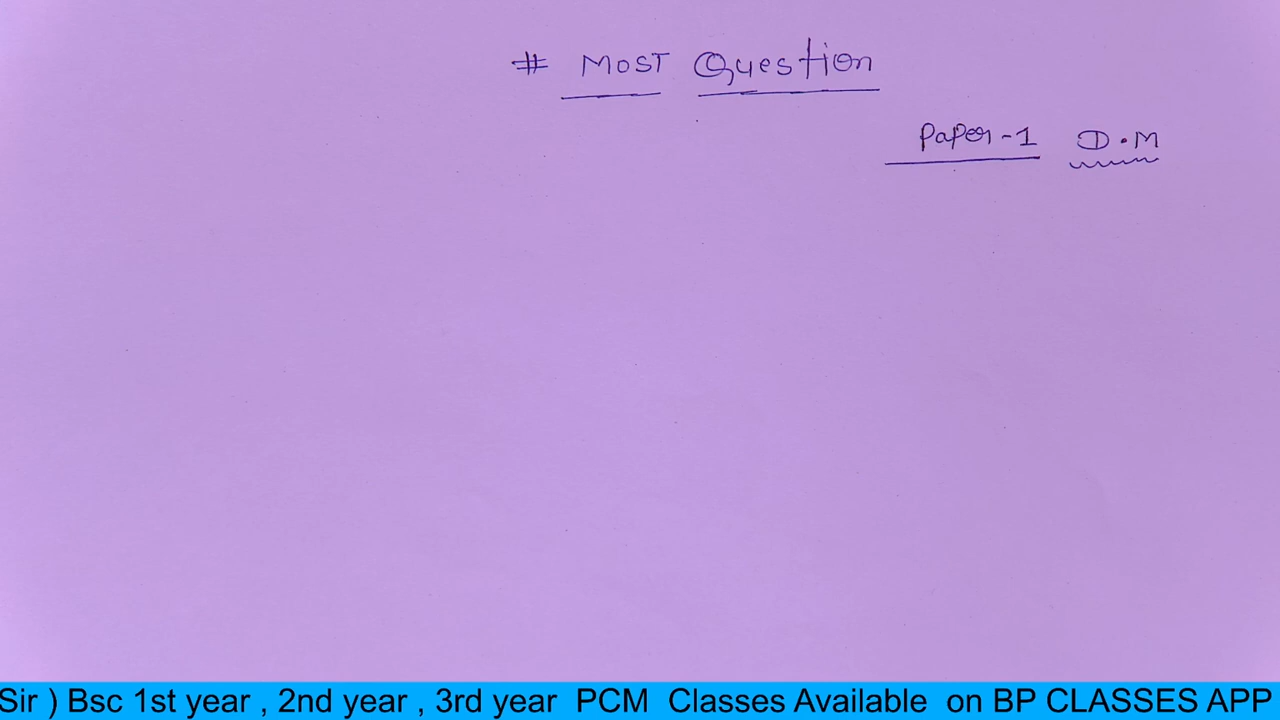 # MOST Question
Paper-1 D.M
Sir ) Bsc 1st year , 2nd year , 3rd year PCM Classes Available on BP CLASSES APP